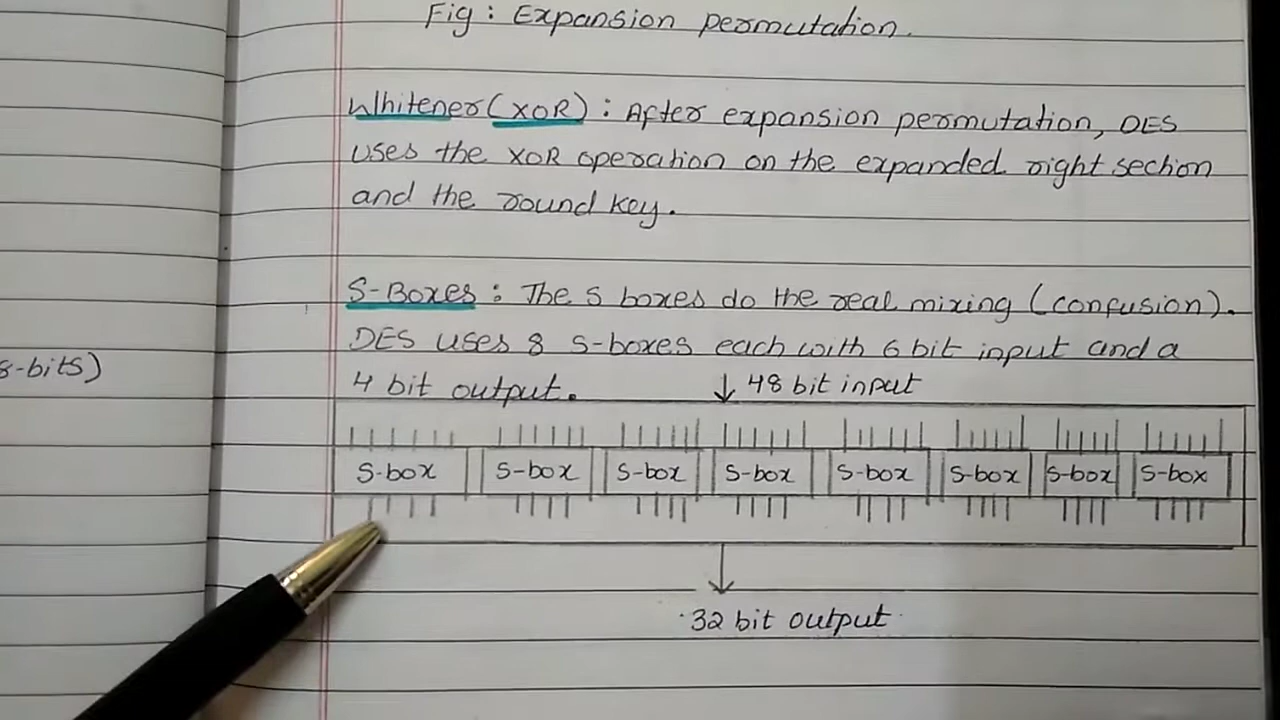 Fig : Expansion permutation.
Whitener (XOR) : After expansion permutation, DES
uses the XOR operation on the expanded right section
and the round key.
S-Boxes : The S boxes do the real mixing (confusion).
DES uses 8 S-boxes each with 6 bit input and a
4 bit output.
↓ 48 bit input
S-box S-box S-box S-box S-box S-box S-box S-box
32 bit output
8-bits)